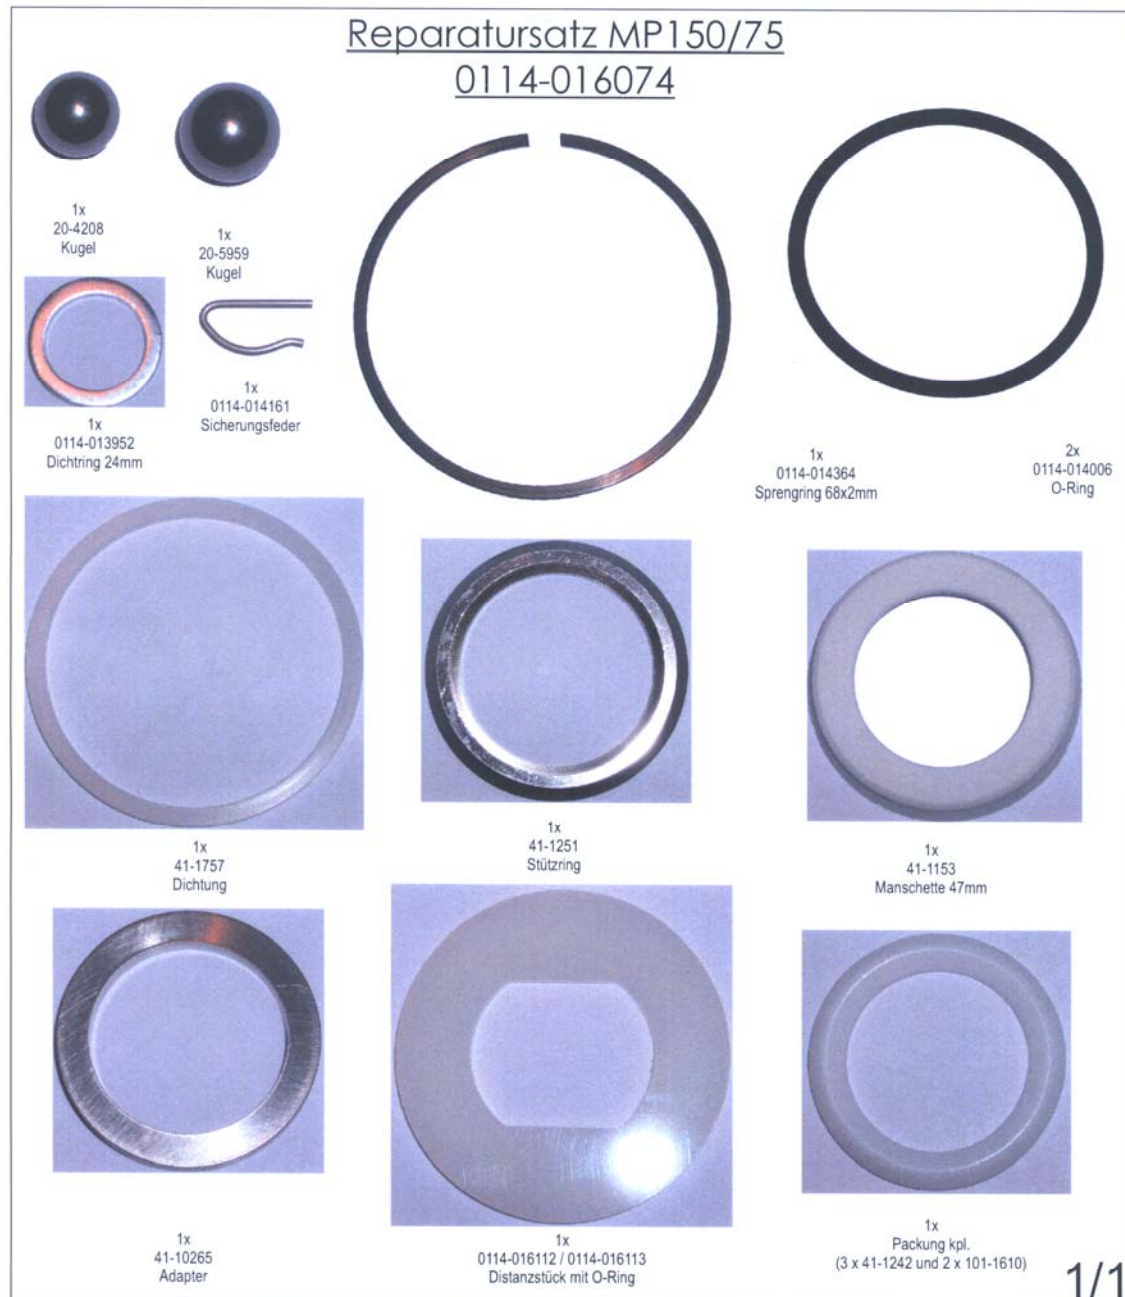 Reparatursatz MP150/75
0114-016074
1x
20-4208
Kugel
1x
20-5959
Kugel
1x
0114-013952
Dichtring 24mm
1x
0114-014161
Sicherungsfeder
1x
0114-014364
Sprengring 68x2mm
2x
0114-014006
O-Ring
1x
41-1757
Dichtung
1x
41-1251
Stützring
1x
41-1153
Manschette 47mm
1x
41-10265
Adapter
1x
0114-016112 / 0114-016113
Distanzstück mit O-Ring
1x
Packung kpl.
(3 x 41-1242 und 2 x 101-1610)
1/1